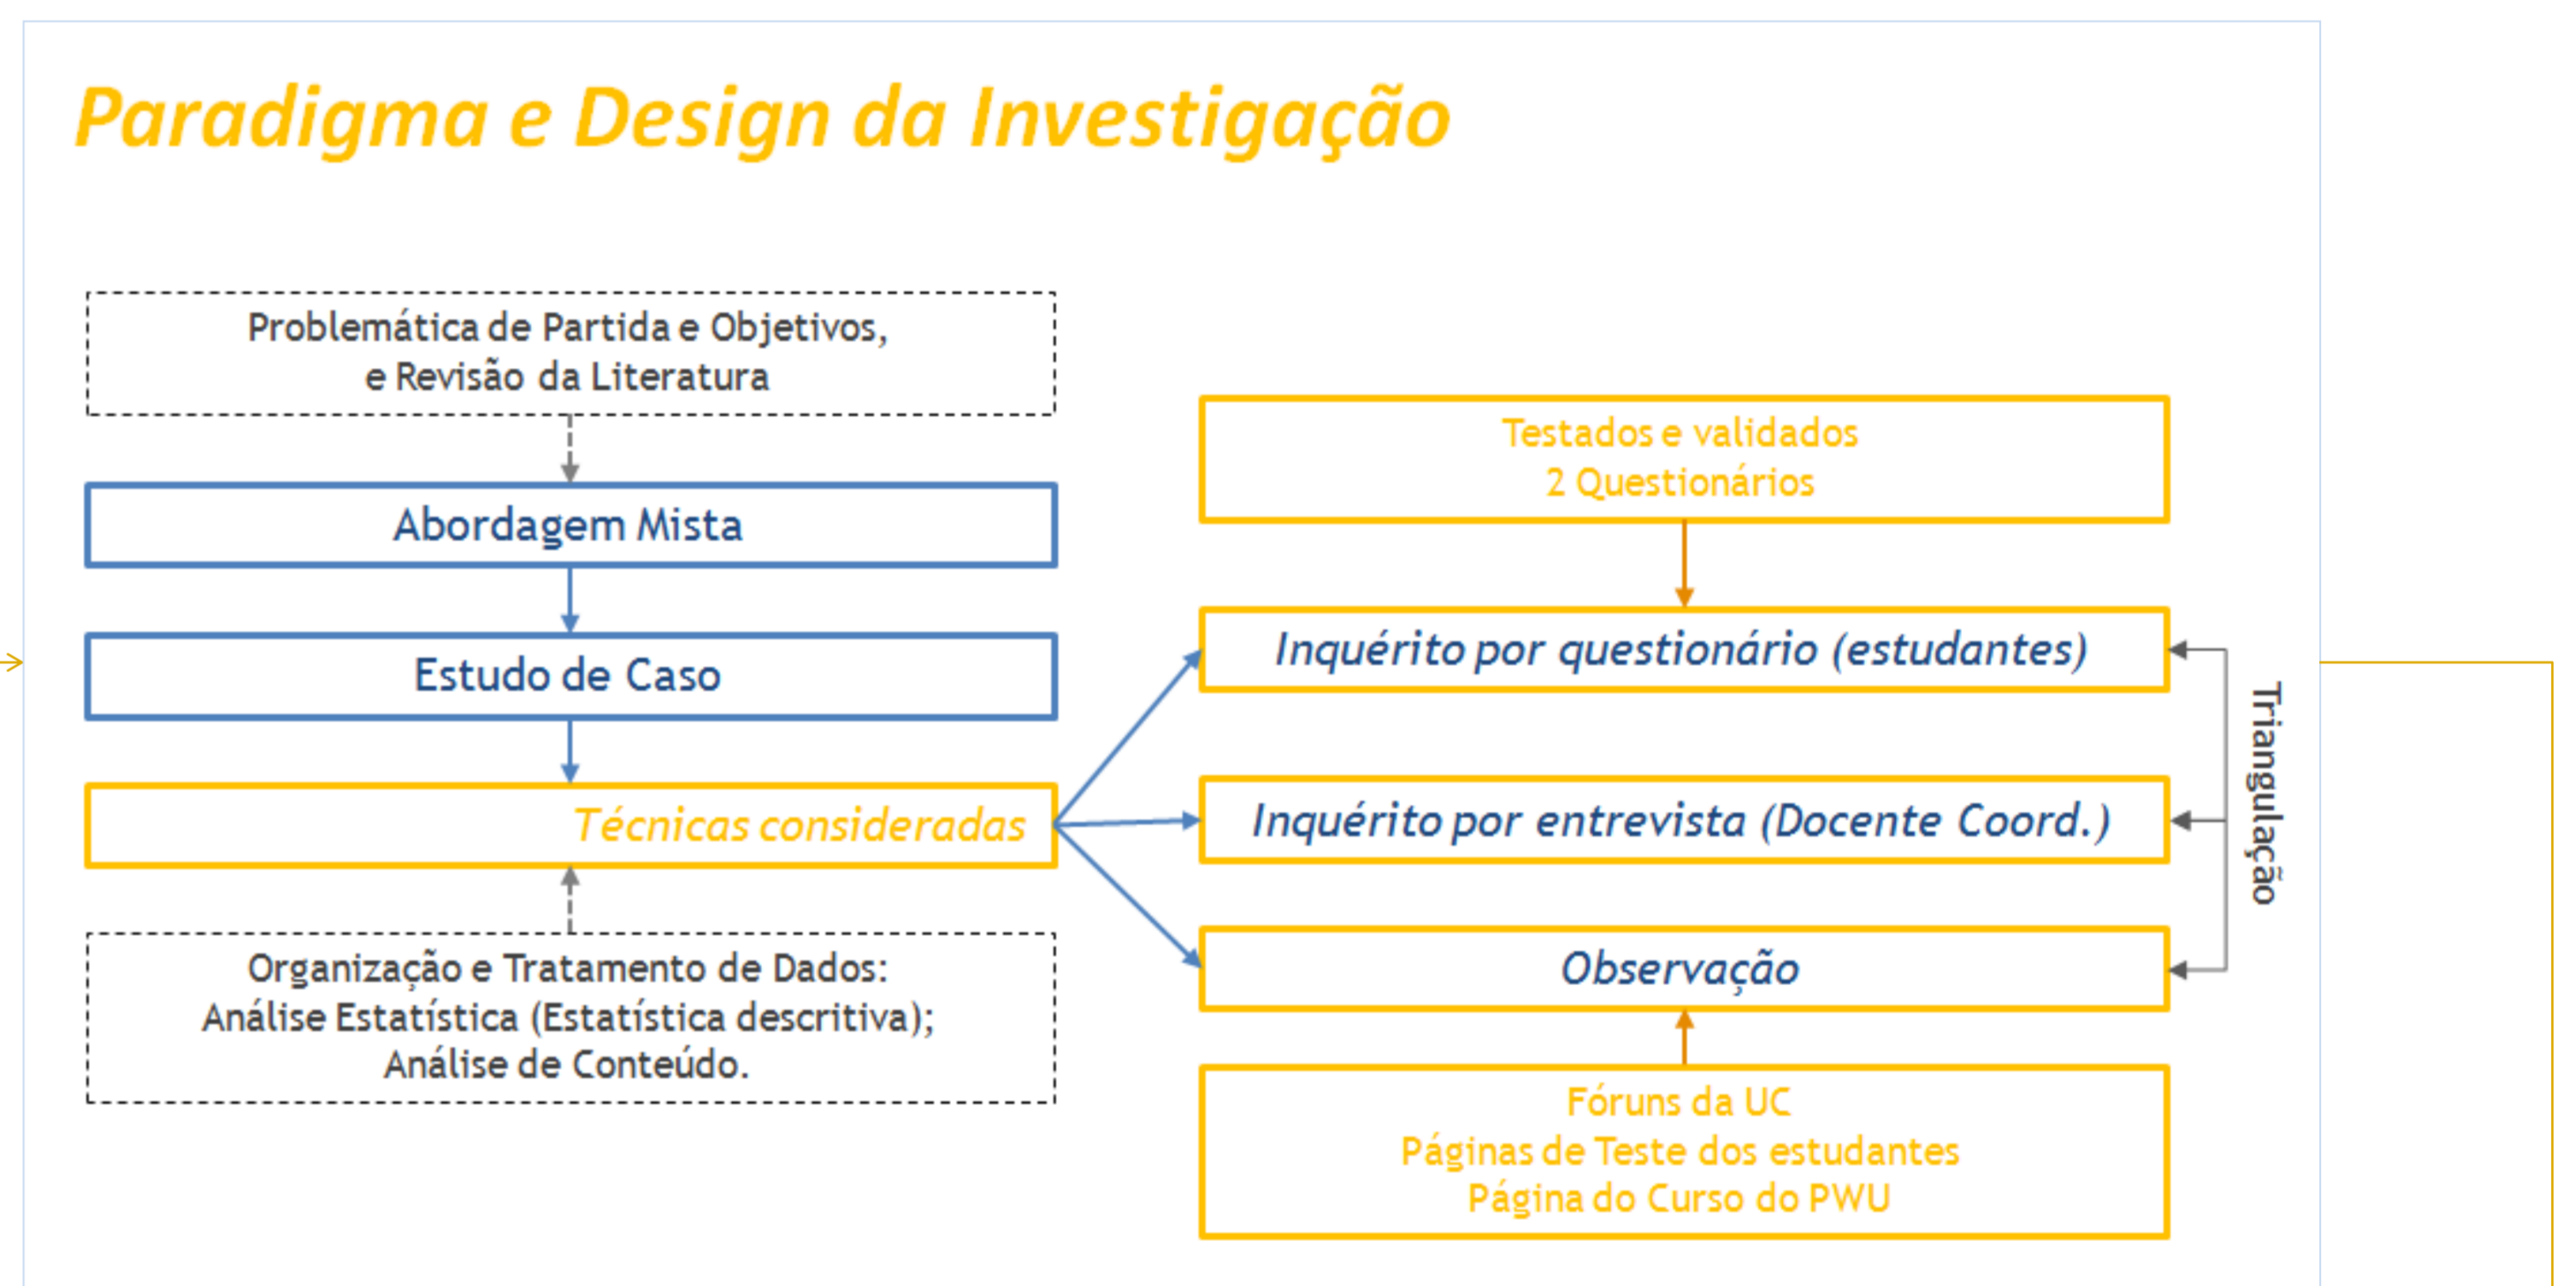 Paradigma e Design da Investigação
Problemática de Partida e Objetivos,
e Revisão da Literatura
Abordagem Mista
Estudo de Caso
Técnicas consideradas
Organização e Tratamento de Dados:
Análise Estatística (Estatística descritiva);
Análise de Conteúdo.
Testados e validados
2 Questionários
Inquérito por questionário (estudantes)
Inquérito por entrevista (Docente Coord.)
Observação
Fóruns da UC
Páginas de Teste dos estudantes
Página do Curso do PWU
Triangulação